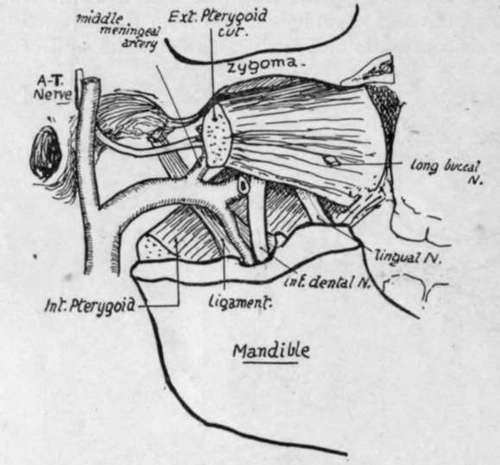 middle
meningeal
artery
Ext. Pterygoid
cut.
Zygoma.
A-T.
Nerve
Long buccal
N.
lingual N.
inf. dental N.
ligament.
Int. Pterygoid
Mandible